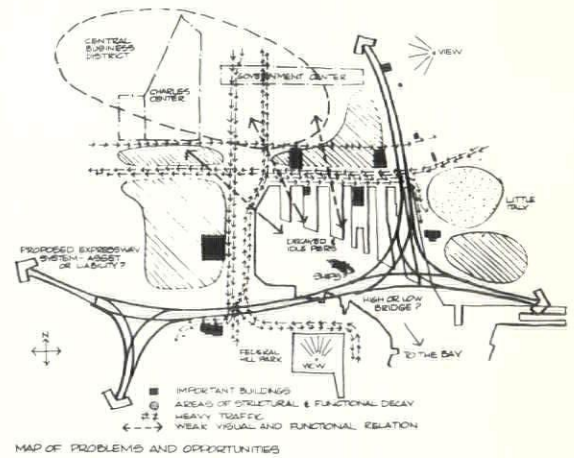 CENTRAL
BUSINESS
DISTRICT
VIEW
GOVERNMENT CENTER
CHARLES
CENTER
LITTLE
ITALY
PROPOSED EXPRESSWAY
SYSTEM - ASSET
OR LIABILITY?
DECAYED &
IDLE PIERS
SHIPS
HIGH OR LOW
BRIDGE?
N
FEDERAL
HILL PARK
VIEW
TO THE BAY
IMPORTANT BUILDINGS
AREAS OF STRUCTURAL & FUNCTIONAL DECAY
HEAVY TRAFFIC
WEAK VISUAL AND FUNCTIONAL RELATION
MAP OF PROBLEMS AND OPPORTUNITIES